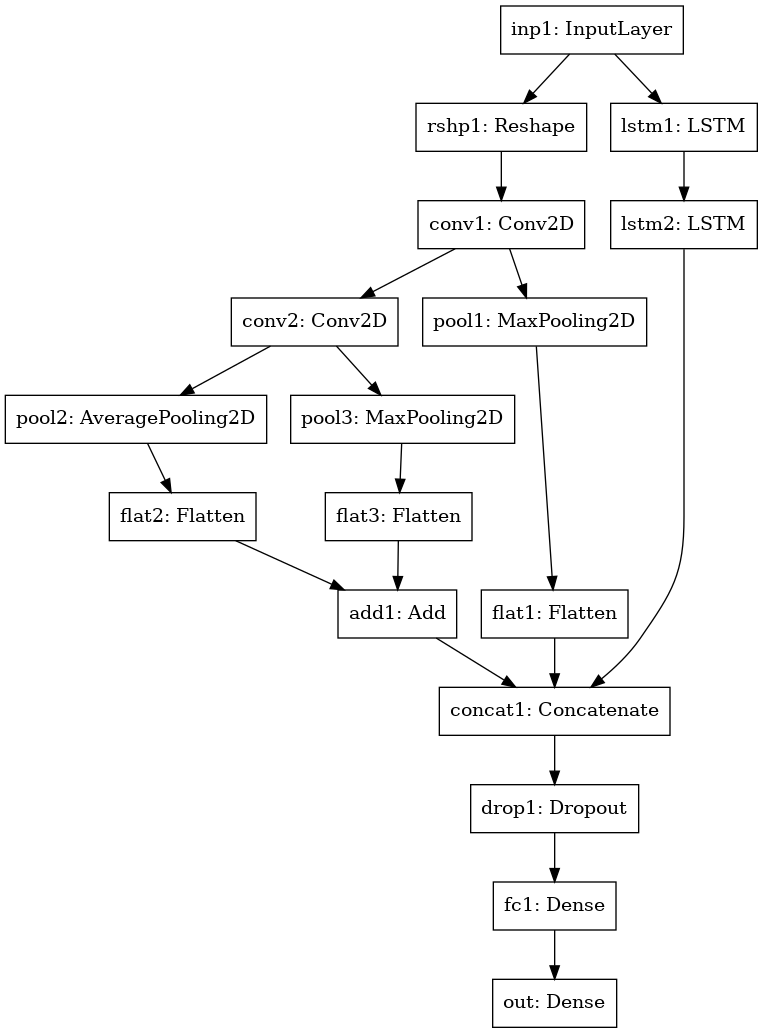 inp1: InputLayer
rshp1: Reshape
lstm1: LSTM
conv1: Conv2D
lstm2: LSTM
conv2: Conv2D
pool1: MaxPooling2D
pool2: AveragePooling2D
pool3: MaxPooling2D
flat2: Flatten
flat3: Flatten
add1: Add
flat1: Flatten
concat1: Concatenate
drop1: Dropout
fc1: Dense
out: Dense